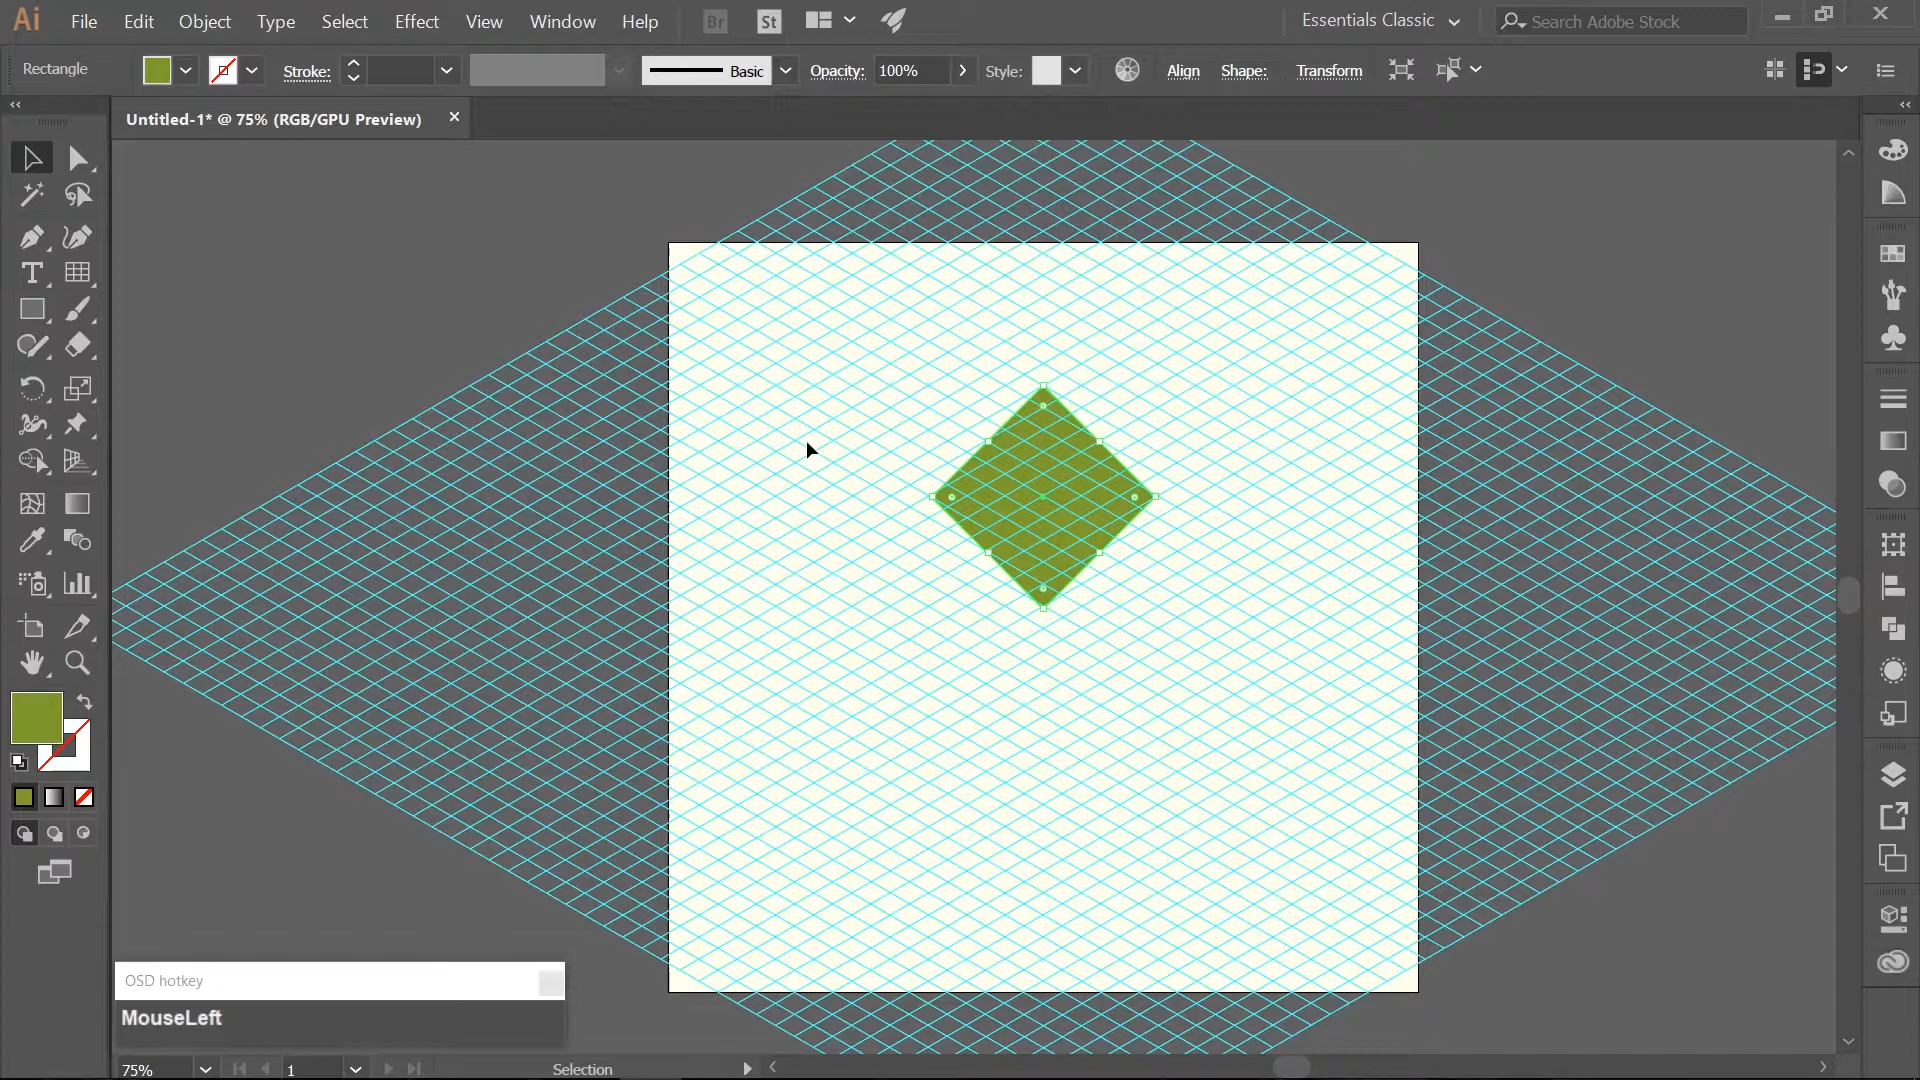 Ai File Edit Object Type Select Effect View Window Help Br St Essentials Classic Search Adobe Stock
Rectangle Stroke: Basic Opacity: 100% Style: Align Shape: Transform
Untitled-1* @ 75% (RGB/GPU Preview)
OSD hotkey
MouseLeft
75% 1 Selection